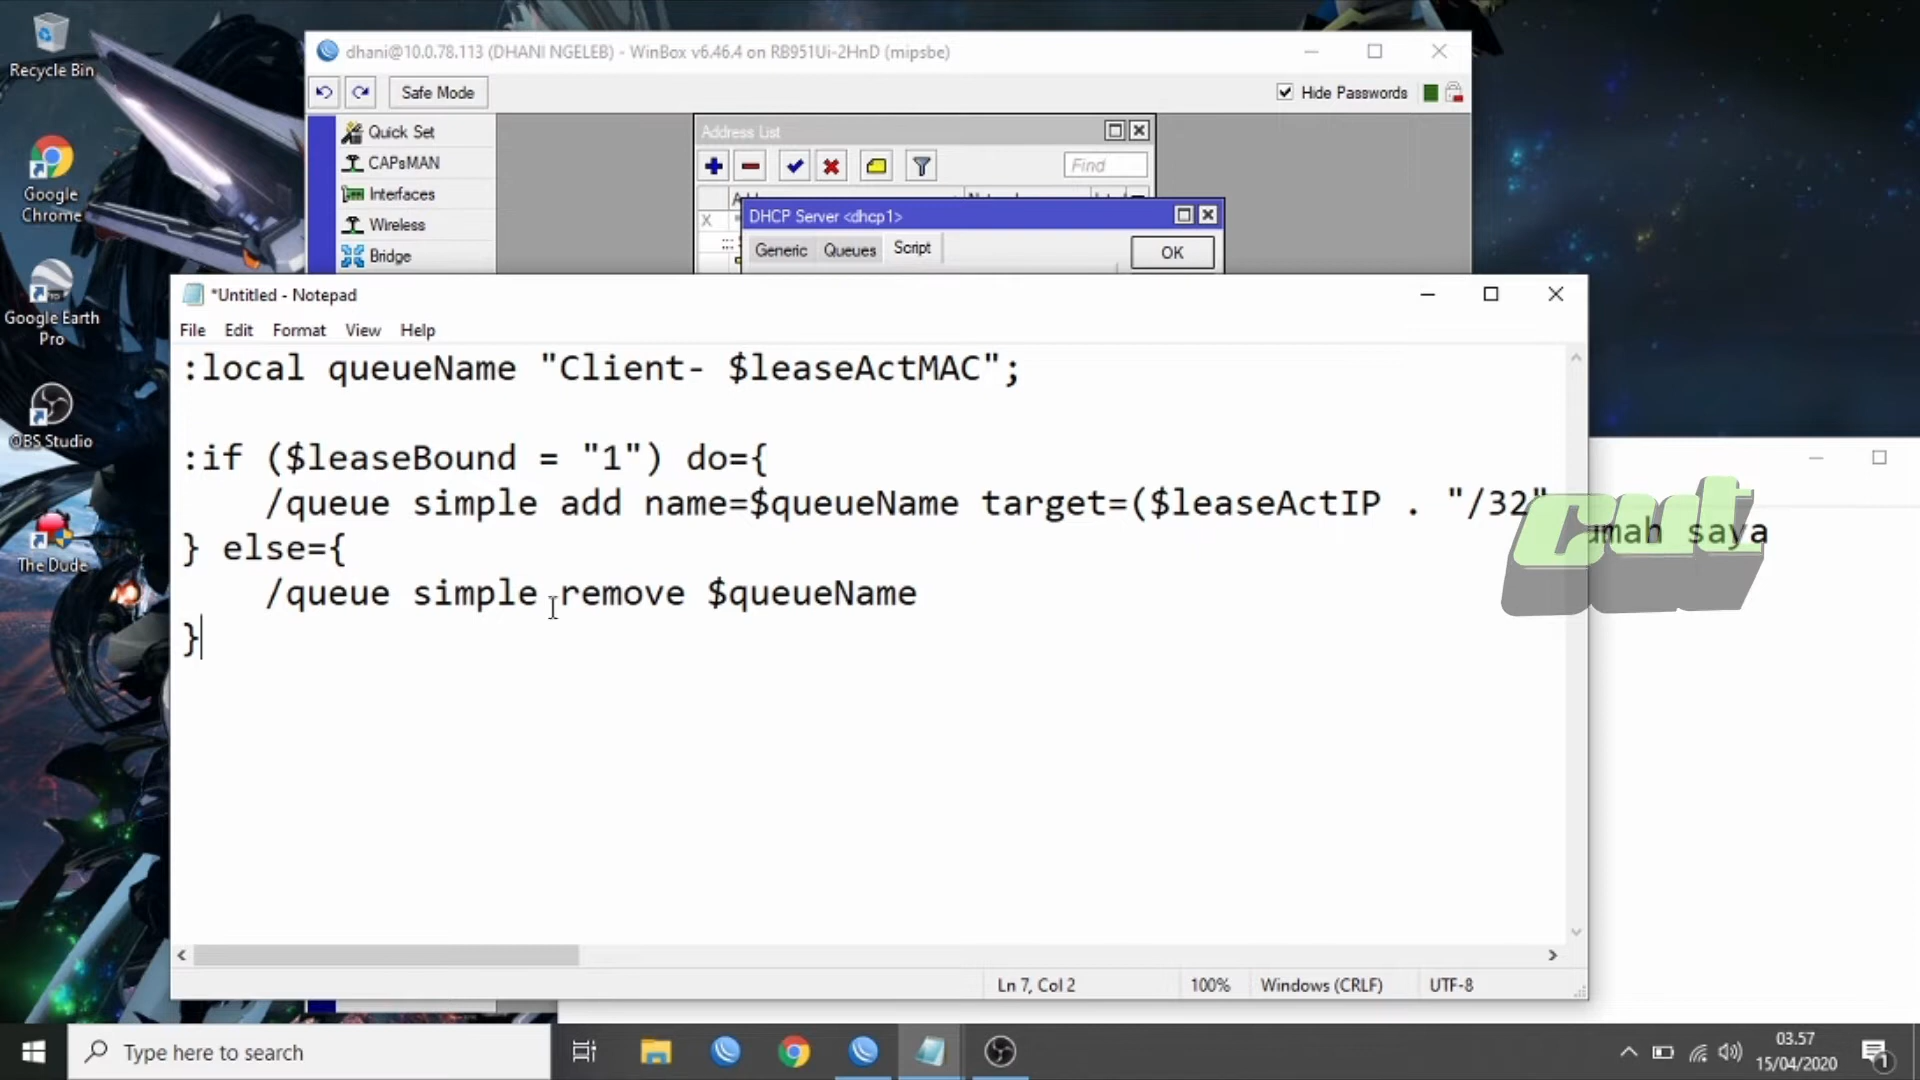 Recycle Bin
Google Chrome
Google Earth Pro
OBS Studio
The Dude
dhani@10.0.78.113 (DHANI NGELEB) - WinBox v6.46.4 on RB951Ui-2HnD (mipsbe)
Safe Mode
Hide Passwords
Quick Set
CAPsMAN
Interfaces
Wireless
Bridge
Address List
Find
X
DHCP Server <dhcp1>
Generic Queues Script
OK
*Untitled - Notepad
File Edit Format View Help
:local queueName "Client- $leaseActMAC";
:if ($leaseBound = "1") do={
/queue simple add name=$queueName target=($leaseActIP . "/32"
} else={
/queue simple remove $queueName
}
Cut
umah saya
Ln 7, Col 2
100%
Windows (CRLF)
UTF-8
Type here to search
03.57
15/04/2020
1